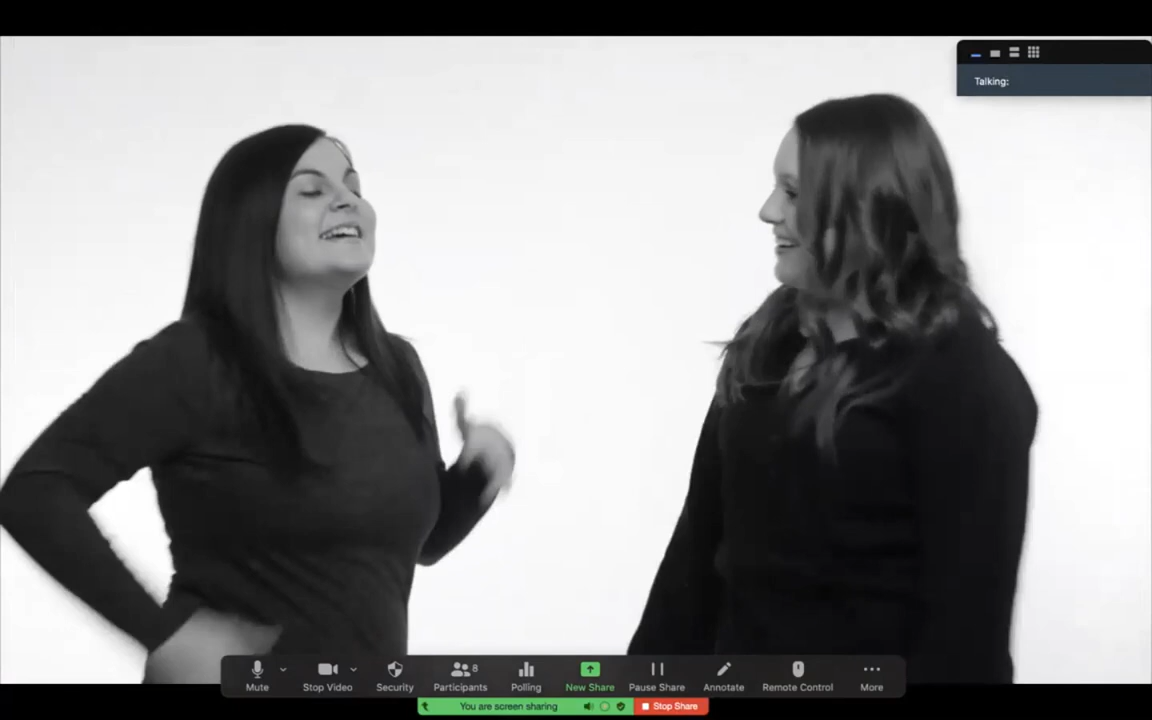 Talking:
8
Mute
Stop Video
Security
Participants
Polling
New Share
Pause Share
Annotate
Remote Control
More
You are screen sharing
Stop Share